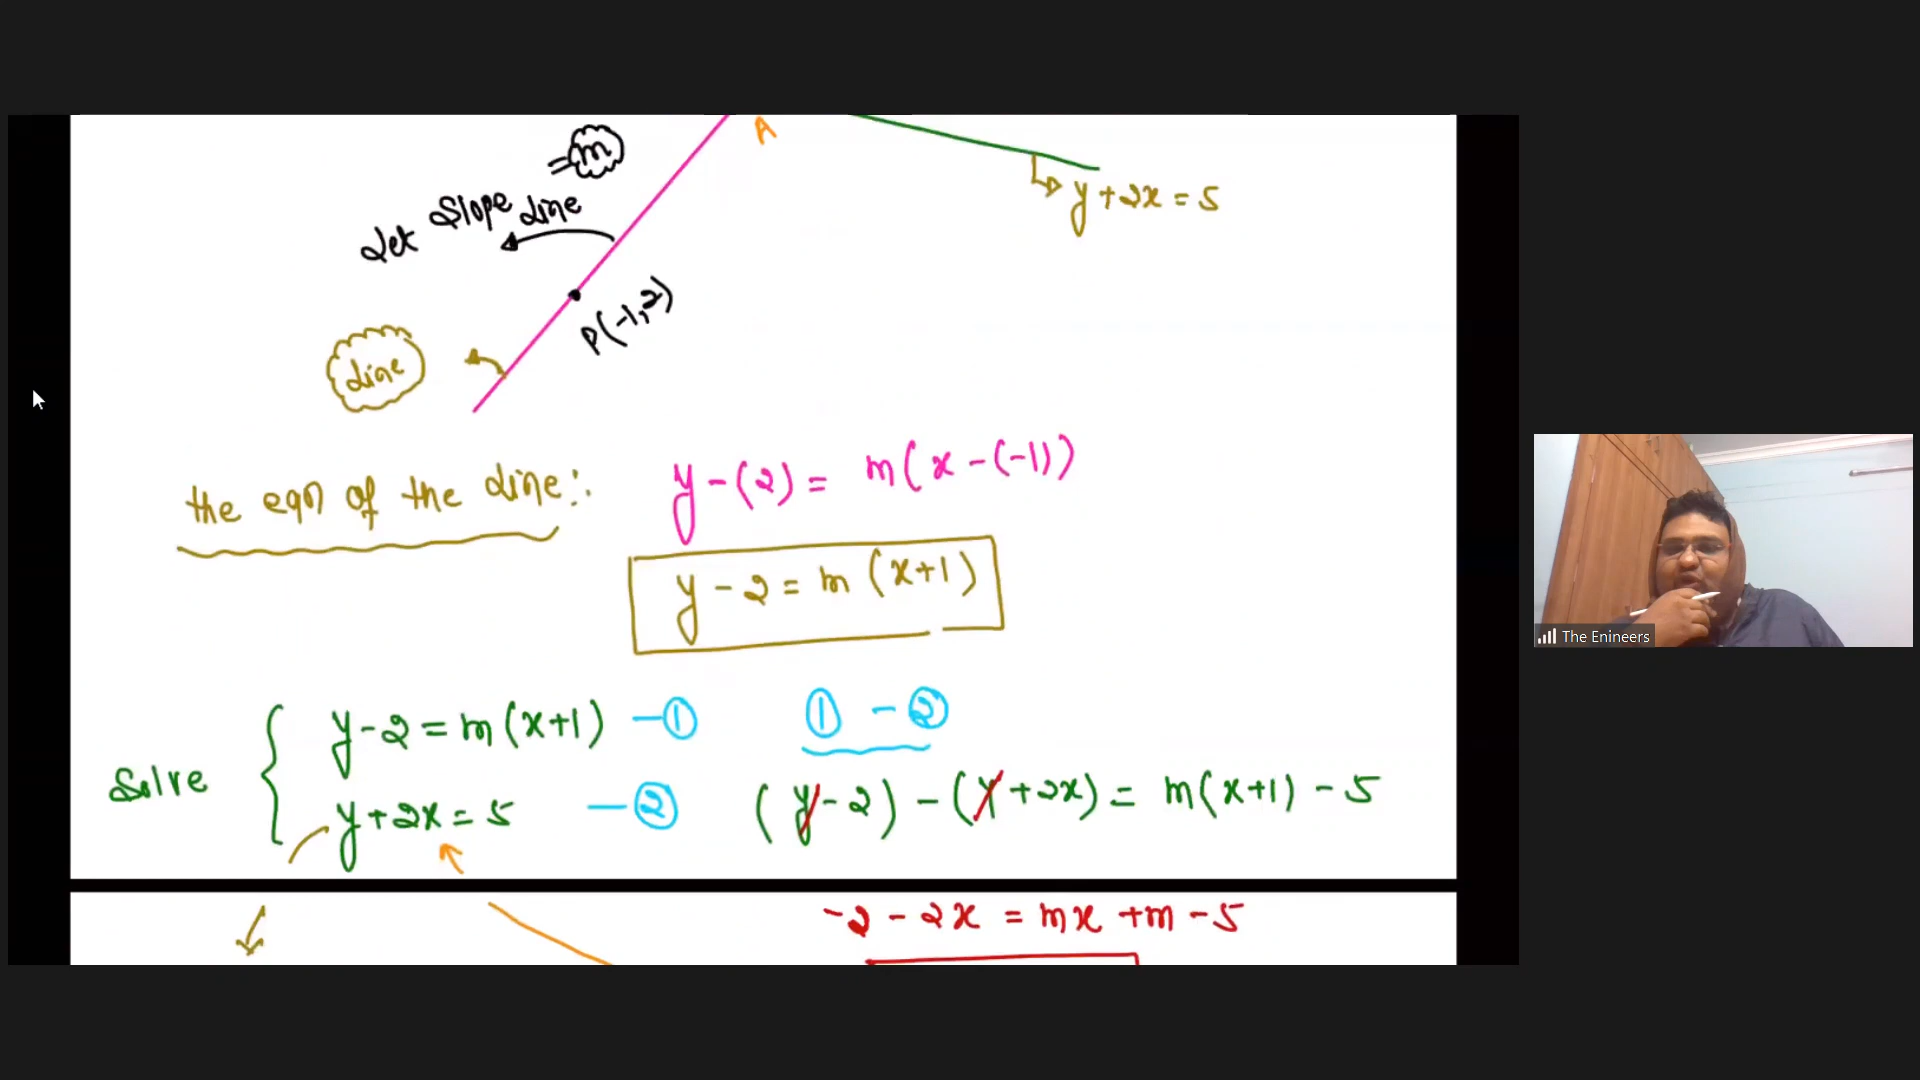 A
= m
Let Slope Line
y + 2x = 5
P(-1,2)
Line
the eqn of the Line:.
y - (2) = m(x - (-1))
y - 2 = m (x+1)
Solve { y - 2 = m(x+1) — ①
y + 2x = 5 — ②
① - ②
(y - 2) - (y + 2x) = m(x+1) - 5
-2 - 2x = mx + m - 5
The Enineers